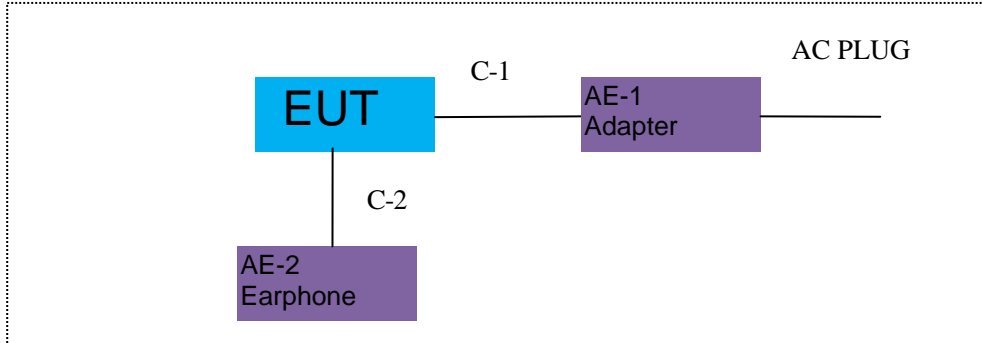 AC PLUG
C-1
EUT
AE-1
Adapter
C-2
AE-2
Earphone